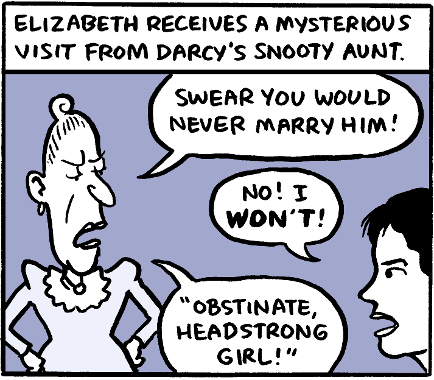 ELIZABETH RECEIVES A MYSTERIOUS
VISIT FROM DARCY'S SNOOTY AUNT.
SWEAR YOU WOULD
NEVER MARRY HIM!
NO! I
WON'T!
"OBSTINATE,
HEADSTRONG
GIRL!"